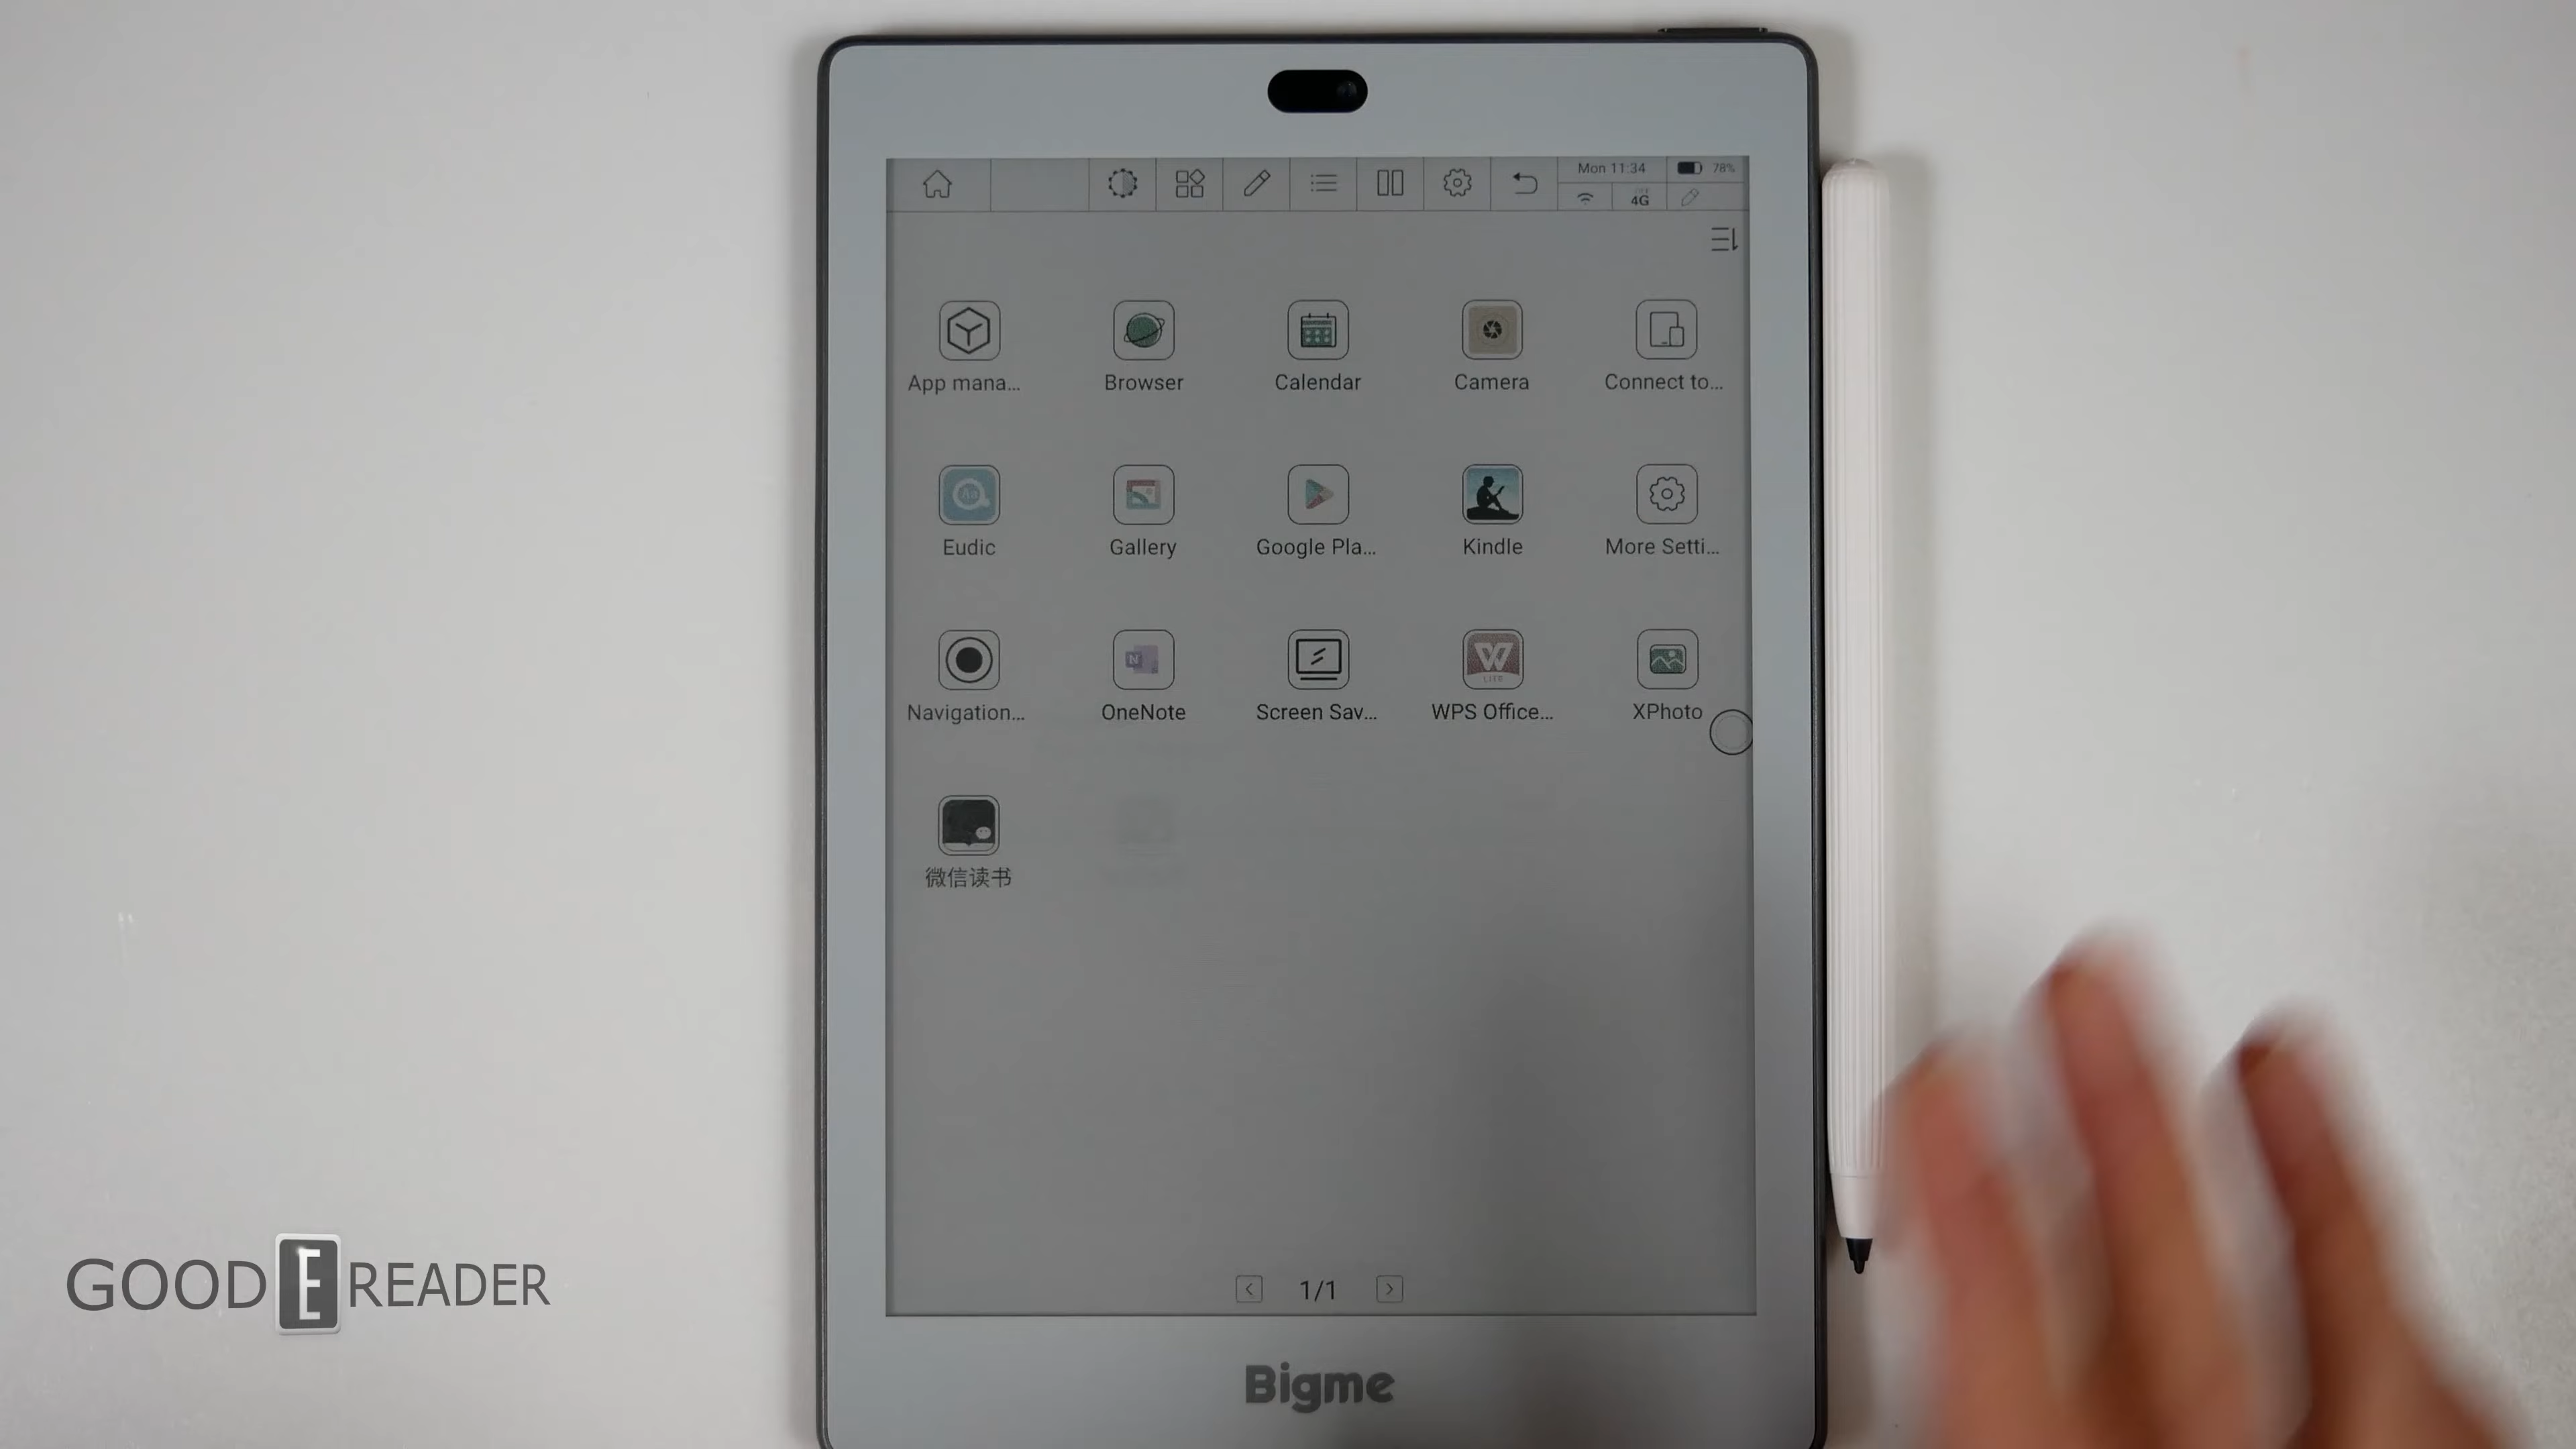 Mon 11:34
78%
4G
App mana...
Browser
Calendar
Camera
Connect to...
Eudic
Gallery
Google Pla...
Kindle
More Setti...
Navigation...
OneNote
Screen Sav...
WPS Office...
XPhoto
微信读书
1/1
Bigme
GOOD E READER